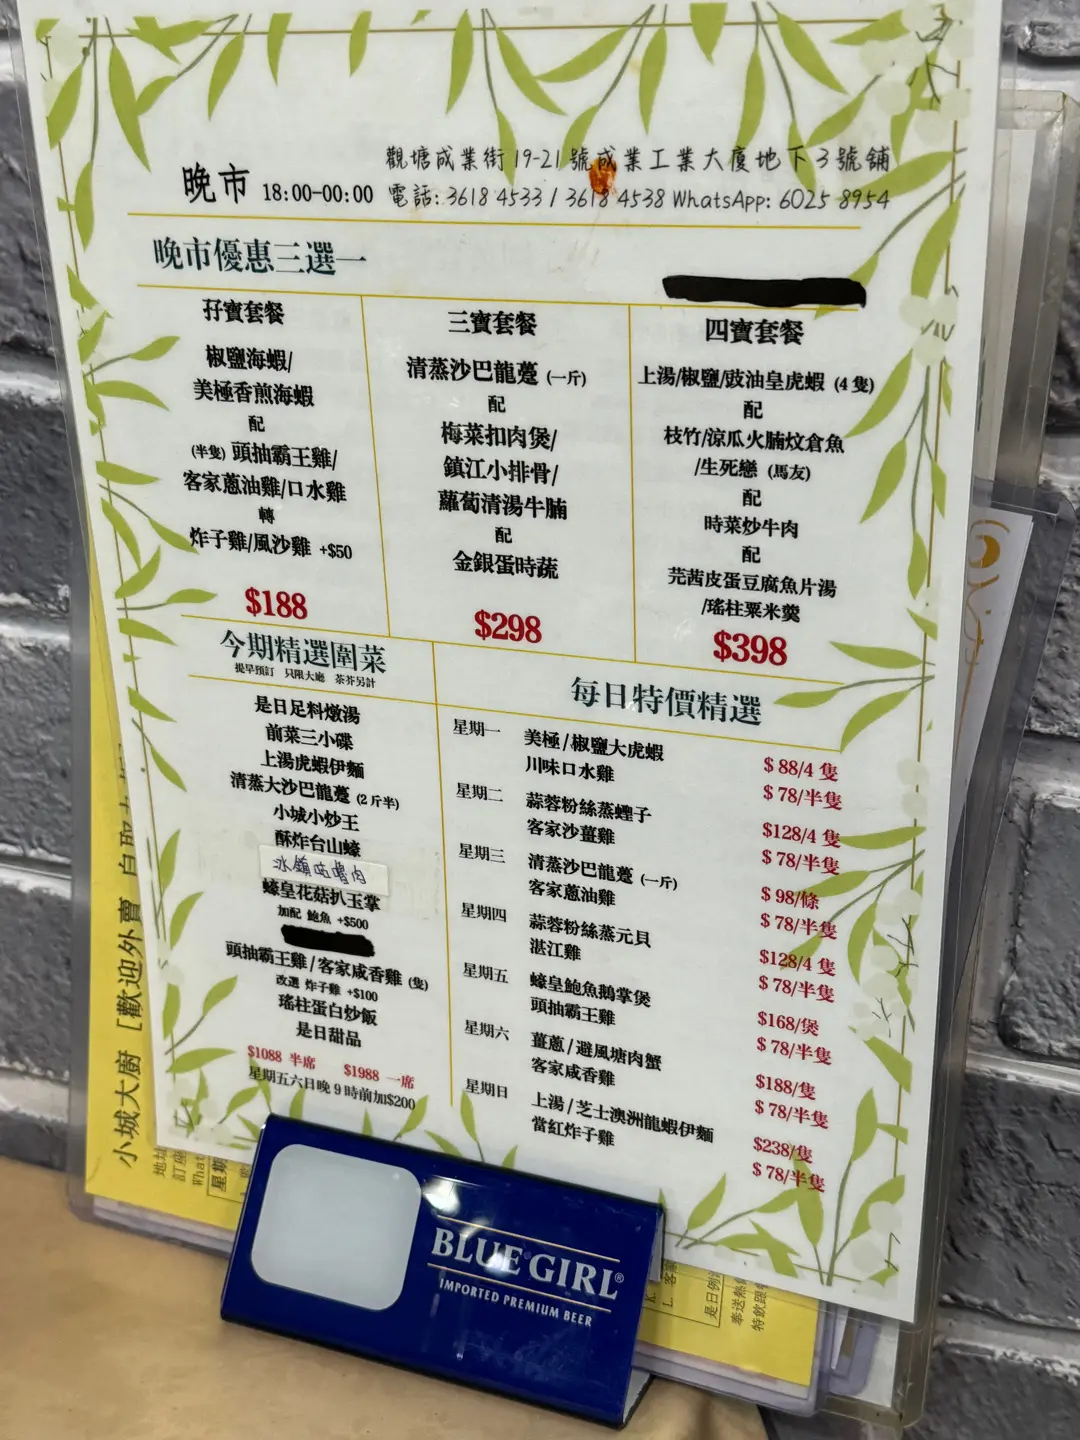 晚市 18:00-00:00
觀塘成業街19-21號成業工業大廈地下3號舖
電話: 3618 4533 / 3618 4538 WhatsApp: 6025 8954
晚市優惠三選一
孖寶套餐
椒鹽海蝦/
美極香煎海蝦
配
(半隻) 頭抽霸王雞/
客家蔥油雞/口水雞
轉
炸子雞/風沙雞 +$50
$188
三寶套餐
清蒸沙巴龍躉 (一斤)
配
梅菜扣肉煲/
鎮江小排骨/
蘿蔔清湯牛腩
配
金銀蛋時蔬
$298
四寶套餐
上湯/椒鹽/豉油皇虎蝦 (4 隻)
配
枝竹/涼瓜火腩炆倉魚
/生死戀 (馬友)
配
時菜炒牛肉
配
芫茜皮蛋豆腐魚片湯
/瑤柱粟米羹
$398
今期精選圍菜
提早預訂 只限大廳 茶芥另計
是日足料燉湯
前菜三小碟
上湯虎蝦伊麵
清蒸大沙巴龍躉 (2 斤半)
小城小炒王
酥炸台山蠔
冰鎮咕嚕肉
蠔皇花菇扒玉掌
加配 鮑魚 +$500
頭抽霸王雞/客家咸香雞 (隻)
改選 炸子雞 +$100
瑤柱蛋白炒飯
是日甜品
$1088 半席 $1988 一席
星期五六日晚 9 時前加$200
每日特價精選
星期一 美極/椒鹽大虎蝦 $ 88/4 隻
川味口水雞 $ 78/半隻
星期二 蒜蓉粉絲蒸蟶子 $128/4 隻
客家沙薑雞 $ 78/半隻
星期三 清蒸沙巴龍躉 (一斤) $ 98/條
客家蔥油雞 $ 78/半隻
星期四 蒜蓉粉絲蒸元貝 $128/4 隻
湛江雞 $ 78/半隻
星期五 蠔皇鮑魚鵝掌煲 $168/煲
頭抽霸王雞 $ 78/半隻
星期六 薑蔥/避風塘肉蟹 $188/隻
客家咸香雞 $ 78/半隻
星期日 上湯/芝士澳洲龍蝦伊麵 $238/隻
當紅炸子雞 $ 78/半隻
小城大廚 [歡迎外賣 自取
地址
訂座
What
星期
BLUE GIRL®
IMPORTED PREMIUM BEER
是日例
奉送熱
特飲跟